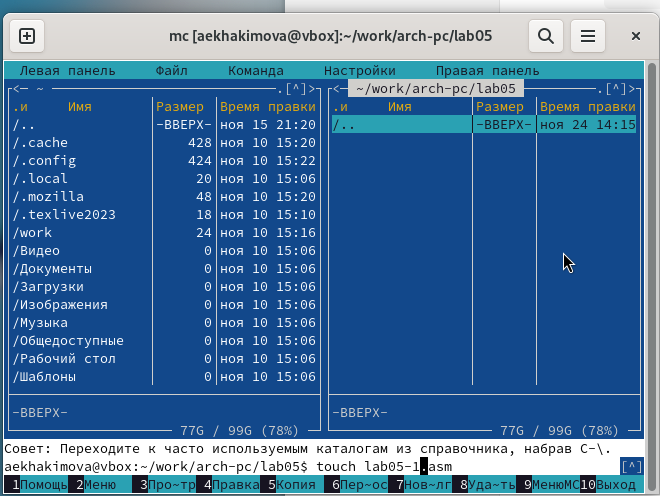 mc [aekhakimova@vbox]:~/work/arch-pc/lab05
Левая панель Файл Команда Настройки Правая панель
<─ ~ .[^]> <─ ~/work/arch-pc/lab05 .[^]>
.и Имя Размер Время правки .и Имя Размер Время правки
/.. -ВВЕРХ- ноя 15 21:20 /.. -ВВЕРХ- ноя 24 14:15
/.cache 428 ноя 10 15:20
/.config 424 ноя 10 15:22
/.local 20 ноя 10 15:06
/.mozilla 48 ноя 10 15:20
/.texlive2023 18 ноя 10 15:10
/work 24 ноя 10 15:16
/Видео 0 ноя 10 15:06
/Документы 0 ноя 10 15:06
/Загрузки 0 ноя 10 15:06
/Изображения 0 ноя 10 15:06
/Музыка 0 ноя 10 15:06
/Общедоступные 0 ноя 10 15:06
/Рабочий стол 0 ноя 10 15:06
/Шаблоны 0 ноя 10 15:06
-ВВЕРХ- -ВВЕРХ-
77G / 99G (78%) 77G / 99G (78%)
Совет: Переходите к часто используемым каталогам из справочника, набрав C-\.
aekhakimova@vbox:~/work/arch-pc/lab05$ touch lab05-1.asm [^]
1Помощь 2Меню 3Про~тр 4Правка 5Копия 6Пер~ос 7Нов~лг 8Уда~ть 9МенюMC 10Выход